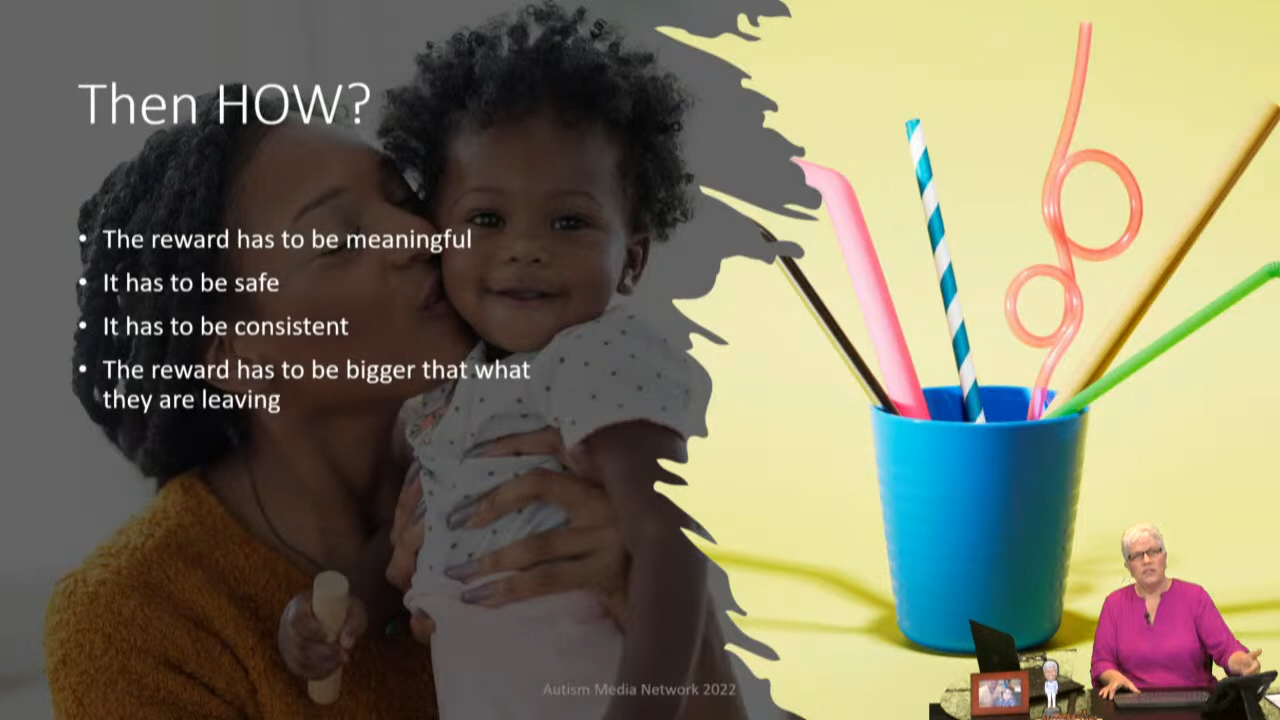 Then HOW?
• The reward has to be meaningful
• It has to be safe
• It has to be consistent
• The reward has to be bigger that what
they are leaving
Autism Media Network 2022